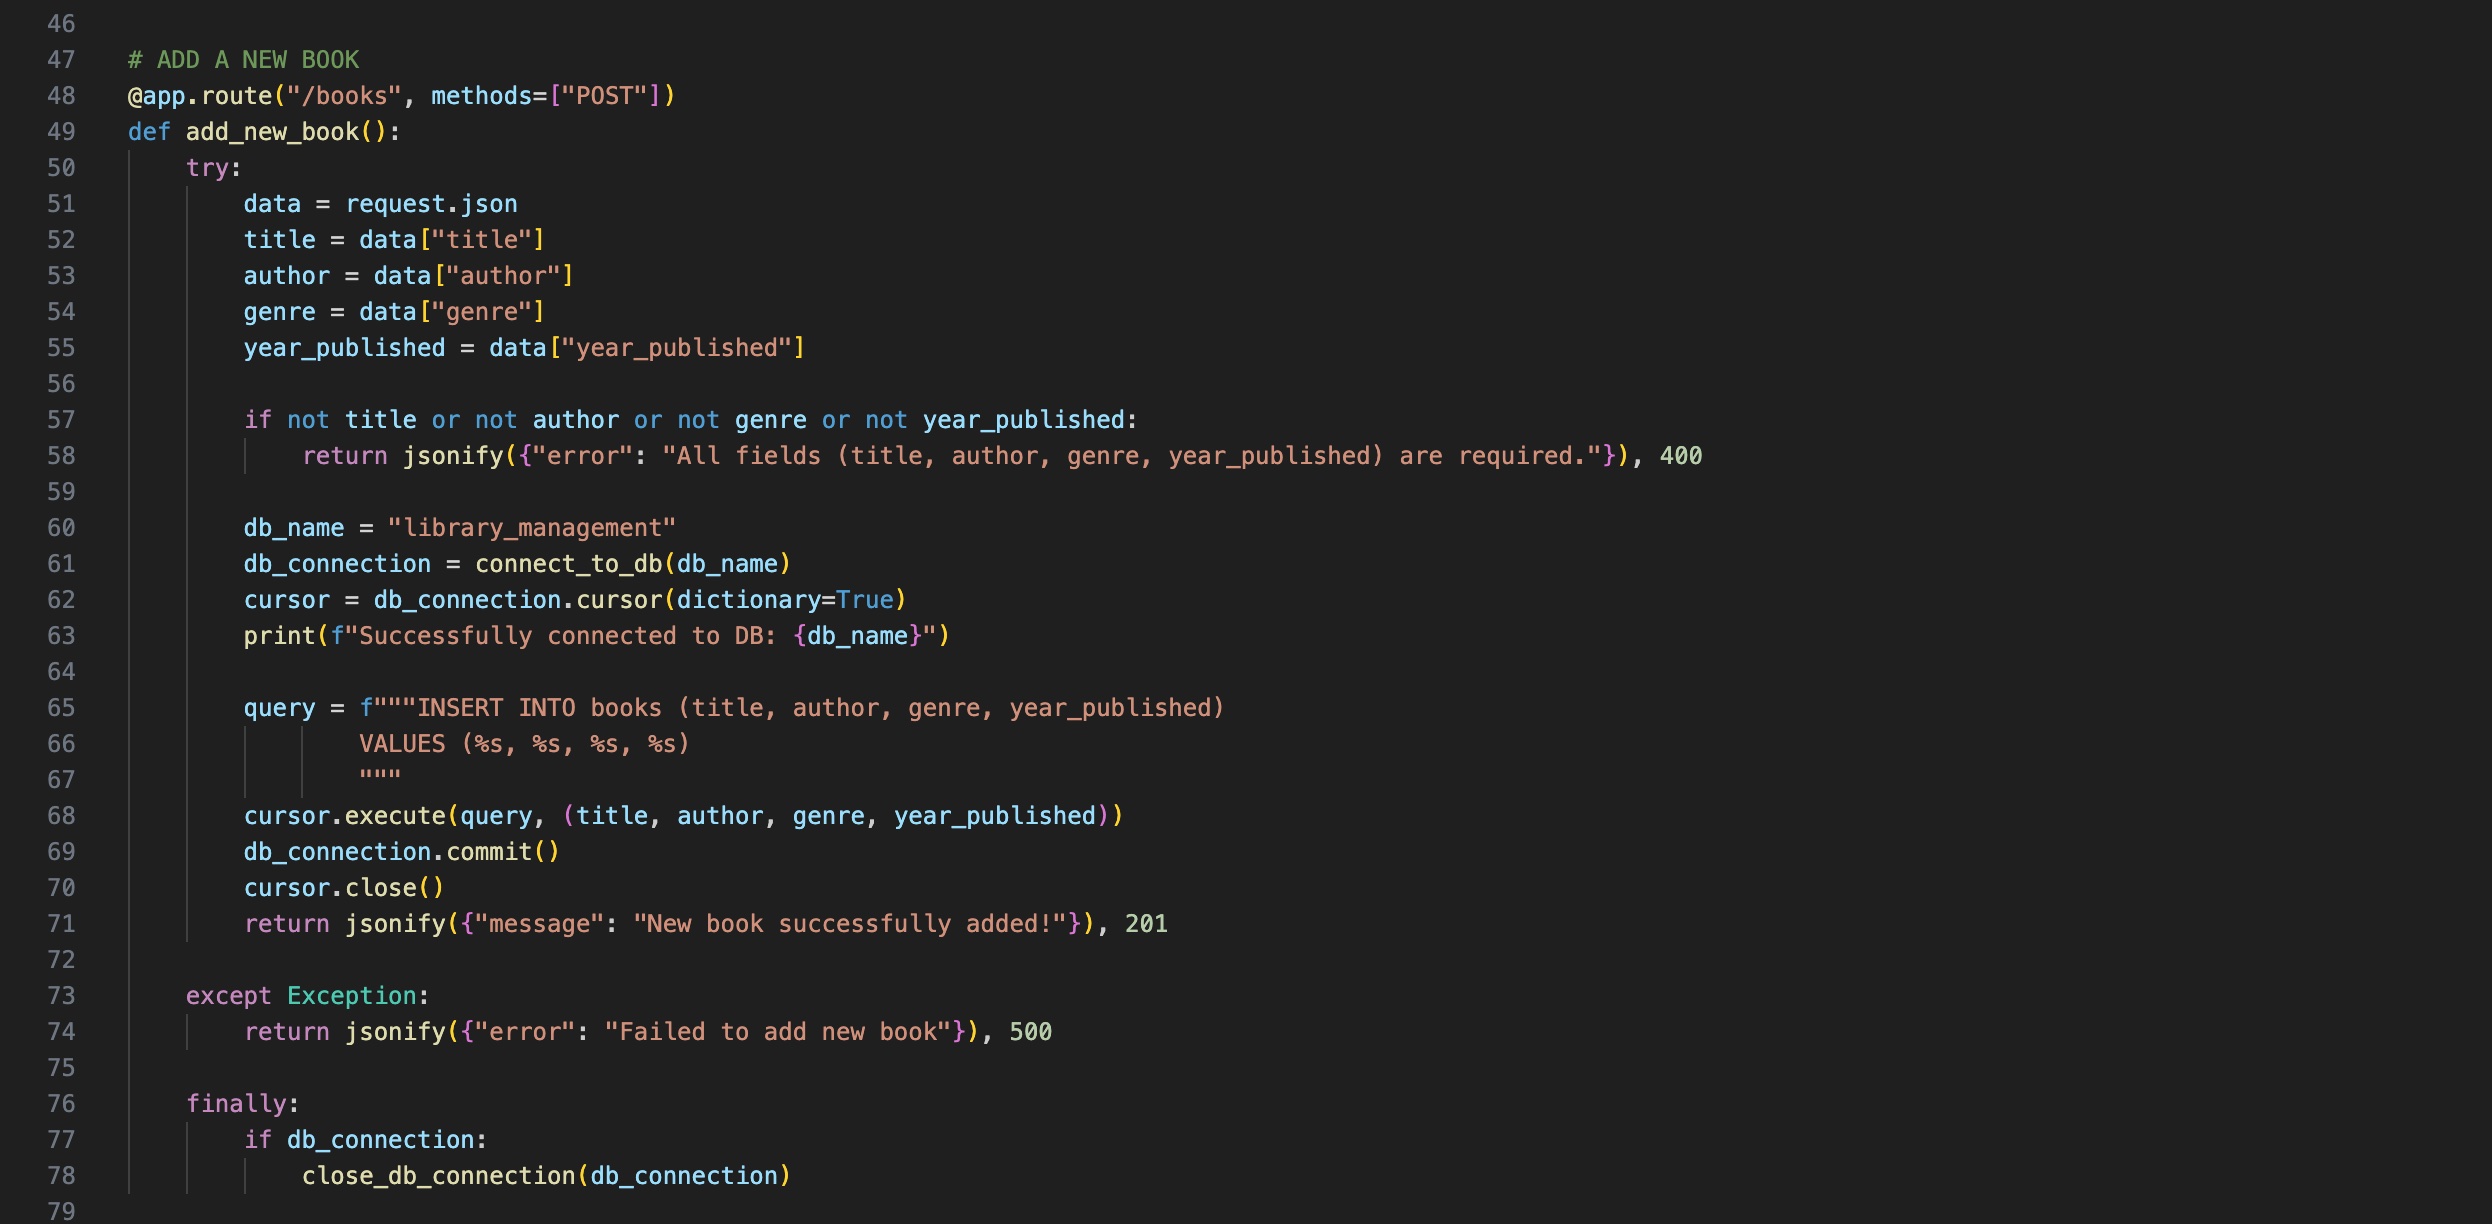 46
47 # ADD A NEW BOOK
48 @app.route("/books", methods=["POST"])
49 def add_new_book():
50     try:
51         data = request.json
52         title = data["title"]
53         author = data["author"]
54         genre = data["genre"]
55         year_published = data["year_published"]
56
57         if not title or not author or not genre or not year_published:
58             return jsonify({"error": "All fields (title, author, genre, year_published) are required."}), 400
59
60         db_name = "library_management"
61         db_connection = connect_to_db(db_name)
62         cursor = db_connection.cursor(dictionary=True)
63         print(f"Successfully connected to DB: {db_name}")
64
65         query = f"""INSERT INTO books (title, author, genre, year_published)
66                 VALUES (%s, %s, %s, %s)
67                 """
68         cursor.execute(query, (title, author, genre, year_published))
69         db_connection.commit()
70         cursor.close()
71         return jsonify({"message": "New book successfully added!"}), 201
72
73     except Exception:
74         return jsonify({"error": "Failed to add new book"}), 500
75
76     finally:
77         if db_connection:
78             close_db_connection(db_connection)
79